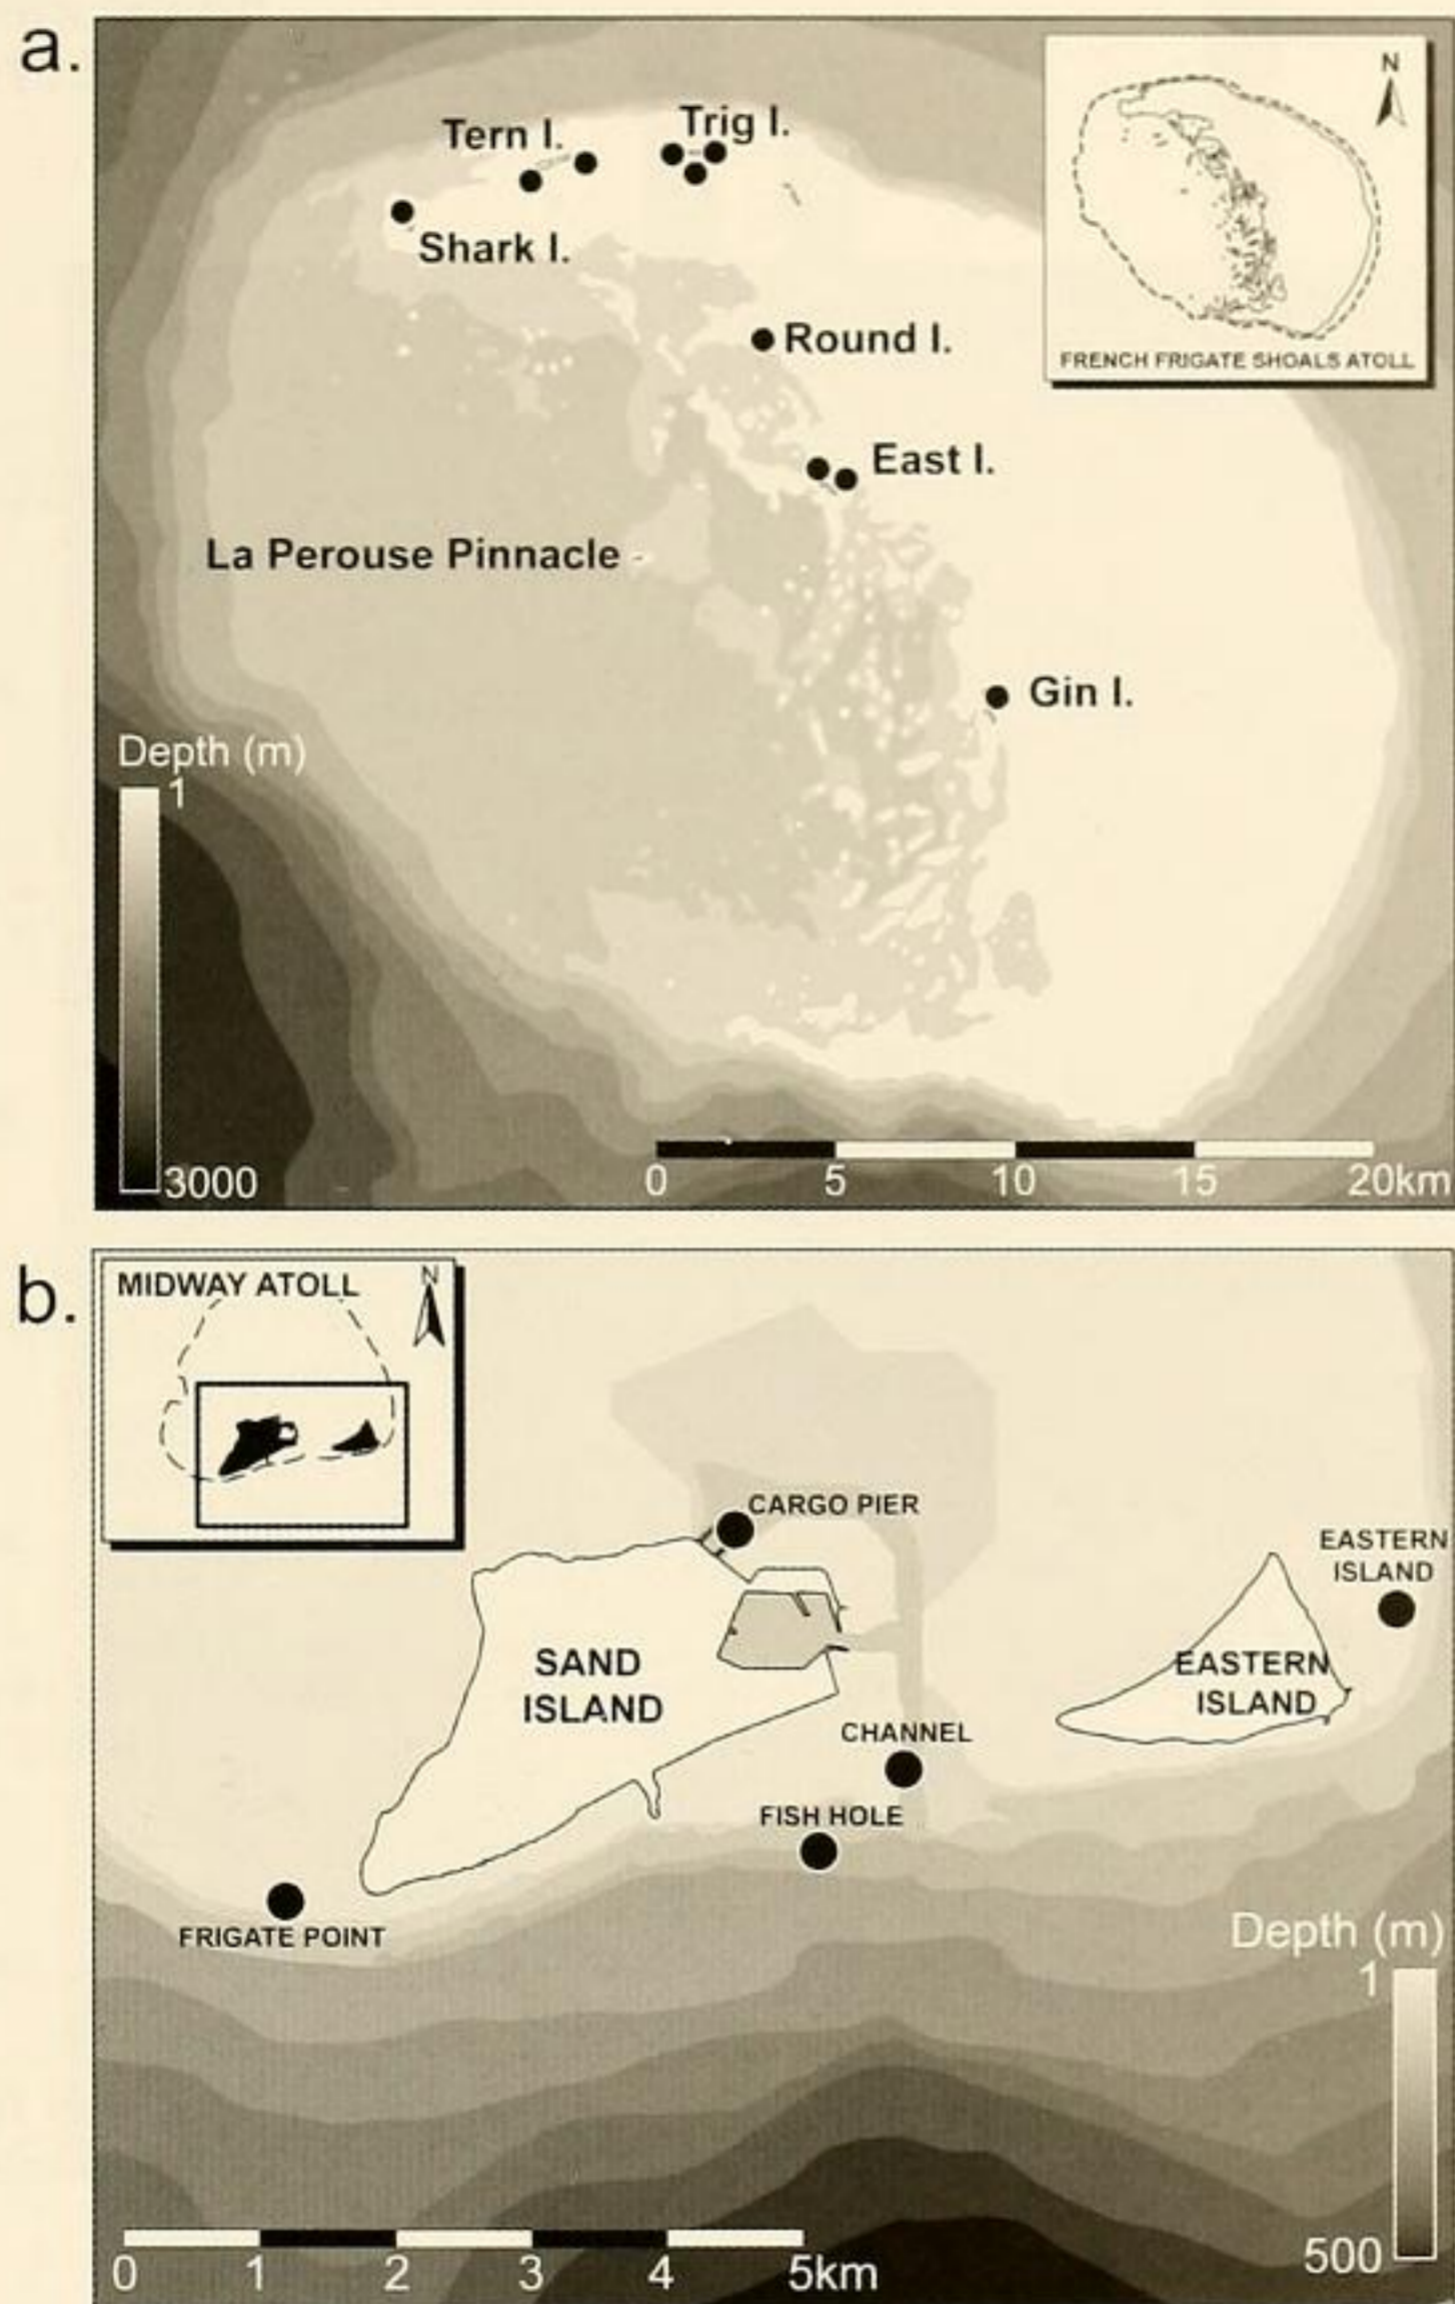 a.
Tern I.
Trig I.
Shark I.
N
FRENCH FRIGATE SHOALS ATOLL
Round I.
East I.
La Perouse Pinnacle
Gin I.
Depth (m)
1
3000
0 5 10 15 20km
b.
MIDWAY ATOLL
N
CARGO PIER
EASTERN
ISLAND
SAND
ISLAND
EASTERN
ISLAND
CHANNEL
FISH HOLE
FRIGATE POINT
Depth (m)
1
500
0 1 2 3 4 5km